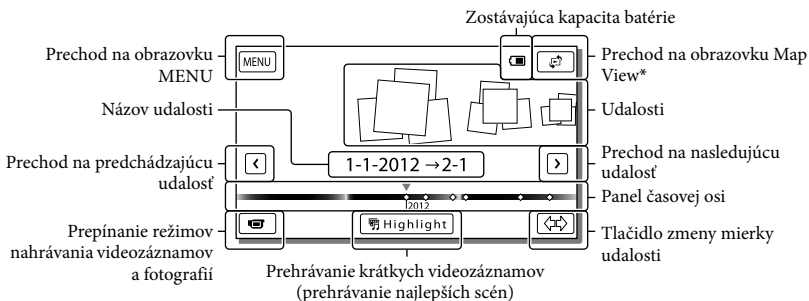 Zostávajúca kapacita batérie
Prechod na obrazovku
MENU
MENU
Prechod na obrazovku Map
View*
Názov udalosti
Udalosti
Prechod na predchádzajúcu
udalosť
1-1-2012 →2-1
Prechod na nasledujúcu
udalosť
Panel časovej osi
2012
Prepínanie režimov
nahrávania videozáznamov
a fotografií
Highlight
Tlačidlo zmeny mierky
udalosti
Prehrávanie krátkych videozáznamov
(prehrávanie najlepších scén)